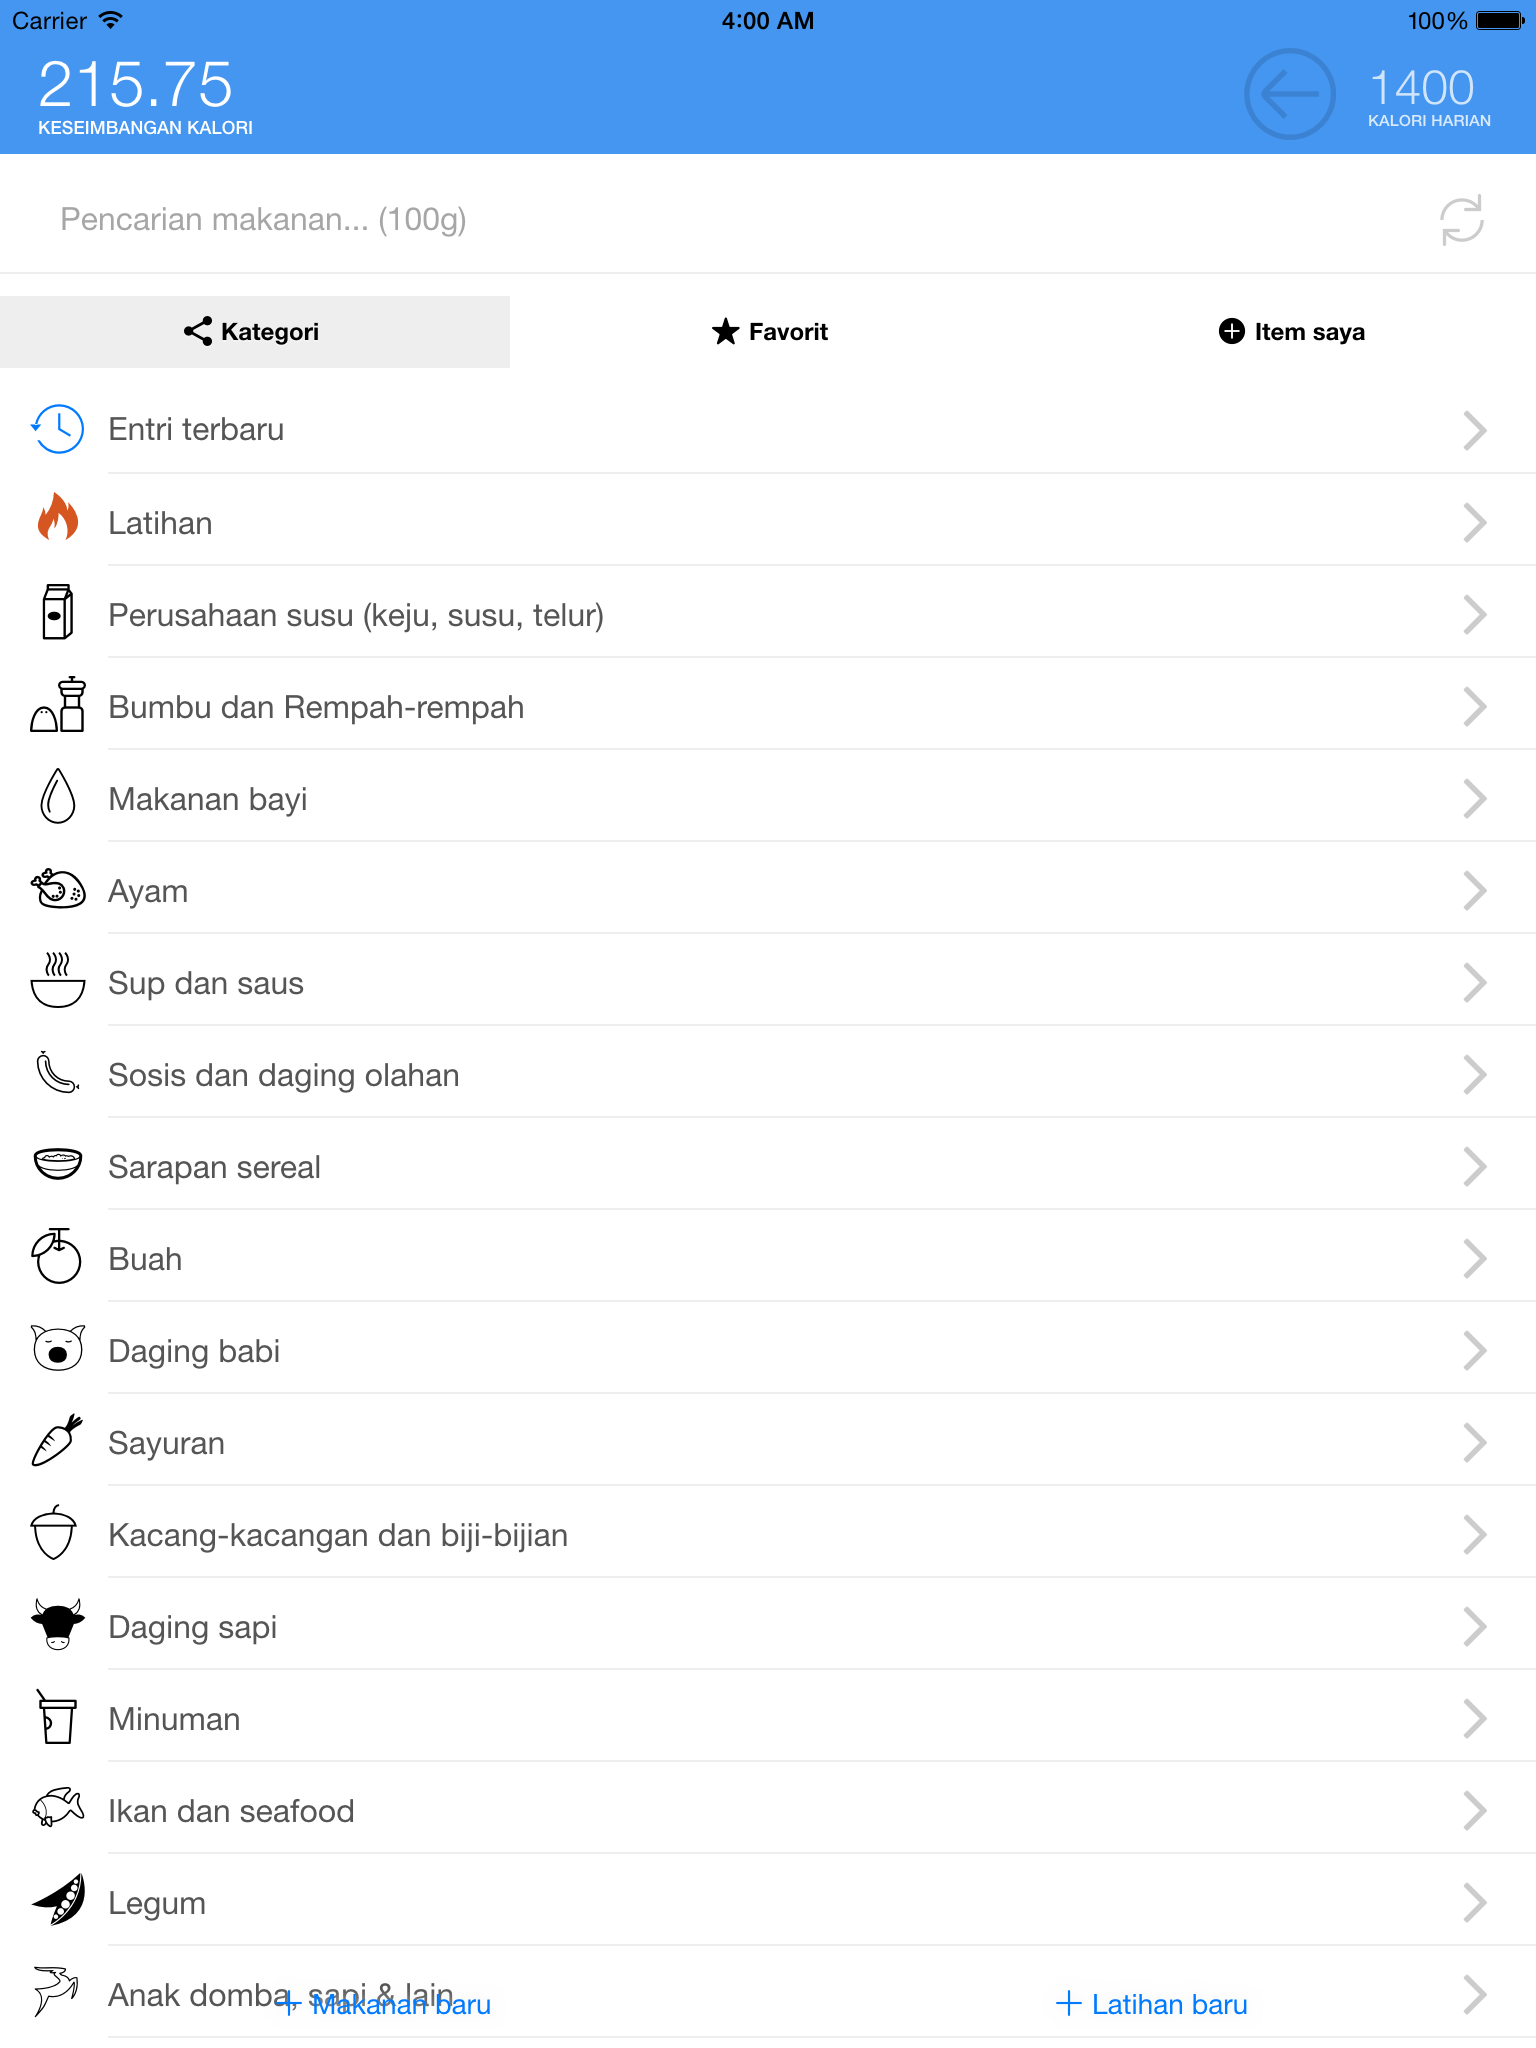 Carrier
4:00 AM
100%
215.75
KESEIMBANGAN KALORI
1400
KALORI HARIAN
Pencarian makanan... (100g)
Kategori
Favorit
Item saya
Entri terbaru
Latihan
Perusahaan susu (keju, susu, telur)
Bumbu dan Rempah-rempah
Makanan bayi
Ayam
Sup dan saus
Sosis dan daging olahan
Sarapan sereal
Buah
Daging babi
Sayuran
Kacang-kacangan dan biji-bijian
Daging sapi
Minuman
Ikan dan seafood
Legum
Anak domba, sapi & lain
Makanan baru
Latihan baru